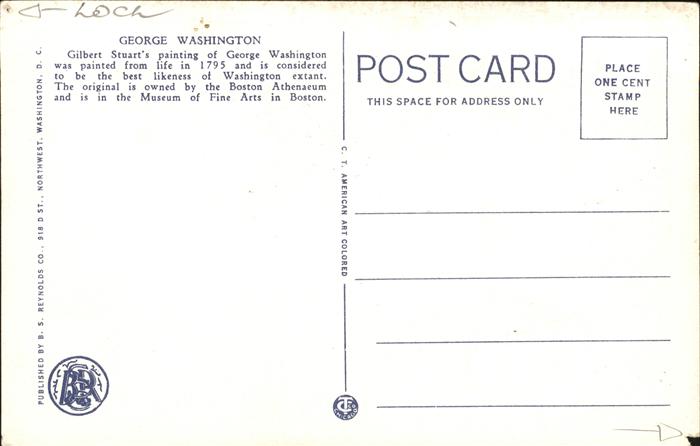 GEORGE WASHINGTON
Gilbert Stuart's painting of George Washington
was painted from life in 1795 and is considered
to be the best likeness of Washington extant.
The original is owned by the Boston Athenaeum
and is in the Museum of Fine Arts in Boston.
PUBLISHED BY B. S. REYNOLDS CO., 918 D ST., NORTHWEST, WASHINGTON, D. C.
C. T. AMERICAN ART COLORED
POST CARD
THIS SPACE FOR ADDRESS ONLY
PLACE
ONE CENT
STAMP
HERE